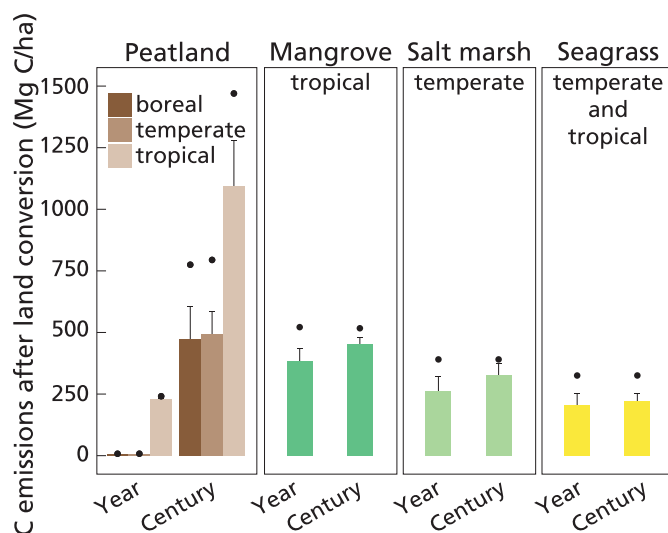 C emissions after land conversion (Mg C/ha)
Peatland
Mangrove
Salt marsh
Seagrass
tropical
temperate
temperate
and
tropical
boreal
temperate
tropical
1500
1250
1000
750
500
250
0
Year
Century
Year
Century
Year
Century
Year
Century